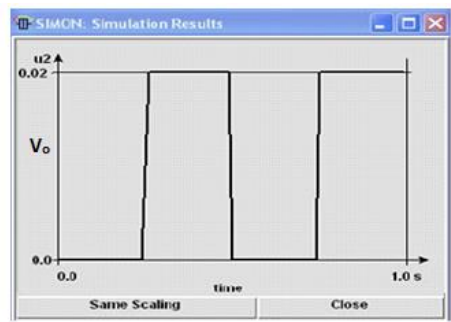 SIMON: Simulation Results
u2
0.02
Vo
0.0
0.0 1.0 s
time
Same Scaling Close